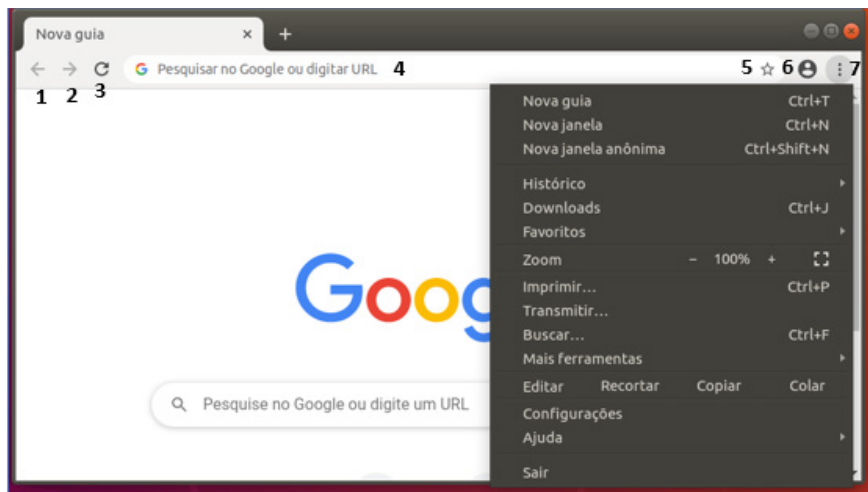 Nova guia
Pesquisar no Google ou digitar URL 4 5 6 7
1 2 3
Nova guia Ctrl+T
Nova janela Ctrl+N
Nova janela anônima Ctrl+Shift+N
Histórico
Downloads Ctrl+J
Favoritos
Zoom - 100% +
Imprimir... Ctrl+P
Transmitir...
Buscar... Ctrl+F
Mais ferramentas
Editar Recortar Copiar Colar
Configurações
Ajuda
Sair
Goog
Pesquise no Google ou digite um URL